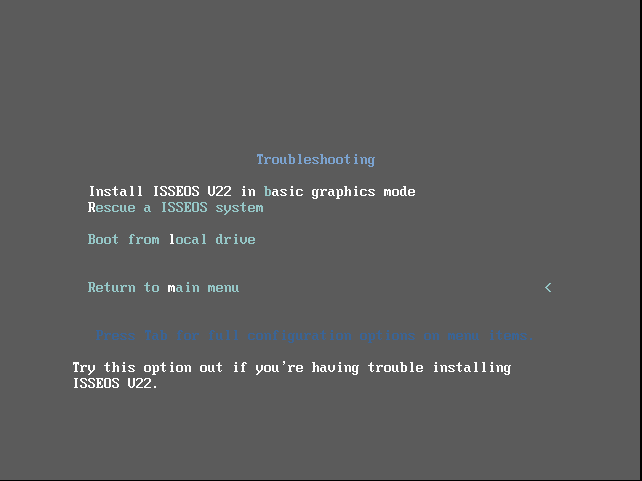 Troubleshooting
Install ISSEOS V22 in basic graphics mode
Rescue a ISSEOS system
Boot from local drive
Return to main menu <
Press Tab for full configuration options on menu items.
Try this option out if you're having trouble installing
ISSEOS V22.